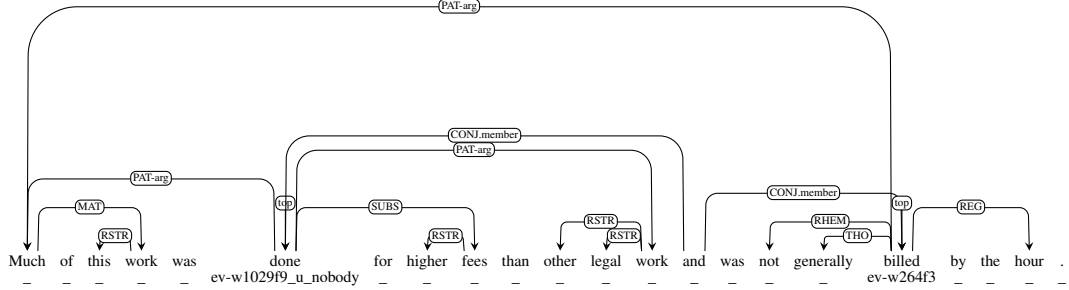 PAT-arg
CONJ.member
PAT-arg
PAT-arg
CONJ.member
MAT
top
SUBS
top
REG
RSTR
RHEM
RSTR
RSTR
RSTR
THO
Much of this work was done for higher fees than other legal work and was not generally billed by the hour .
_ _ _ _ _ ev-w1029f9_u_nobody _ _ _ _ _ _ _ _ _ _ _ ev-w264f3 _ _ _ _